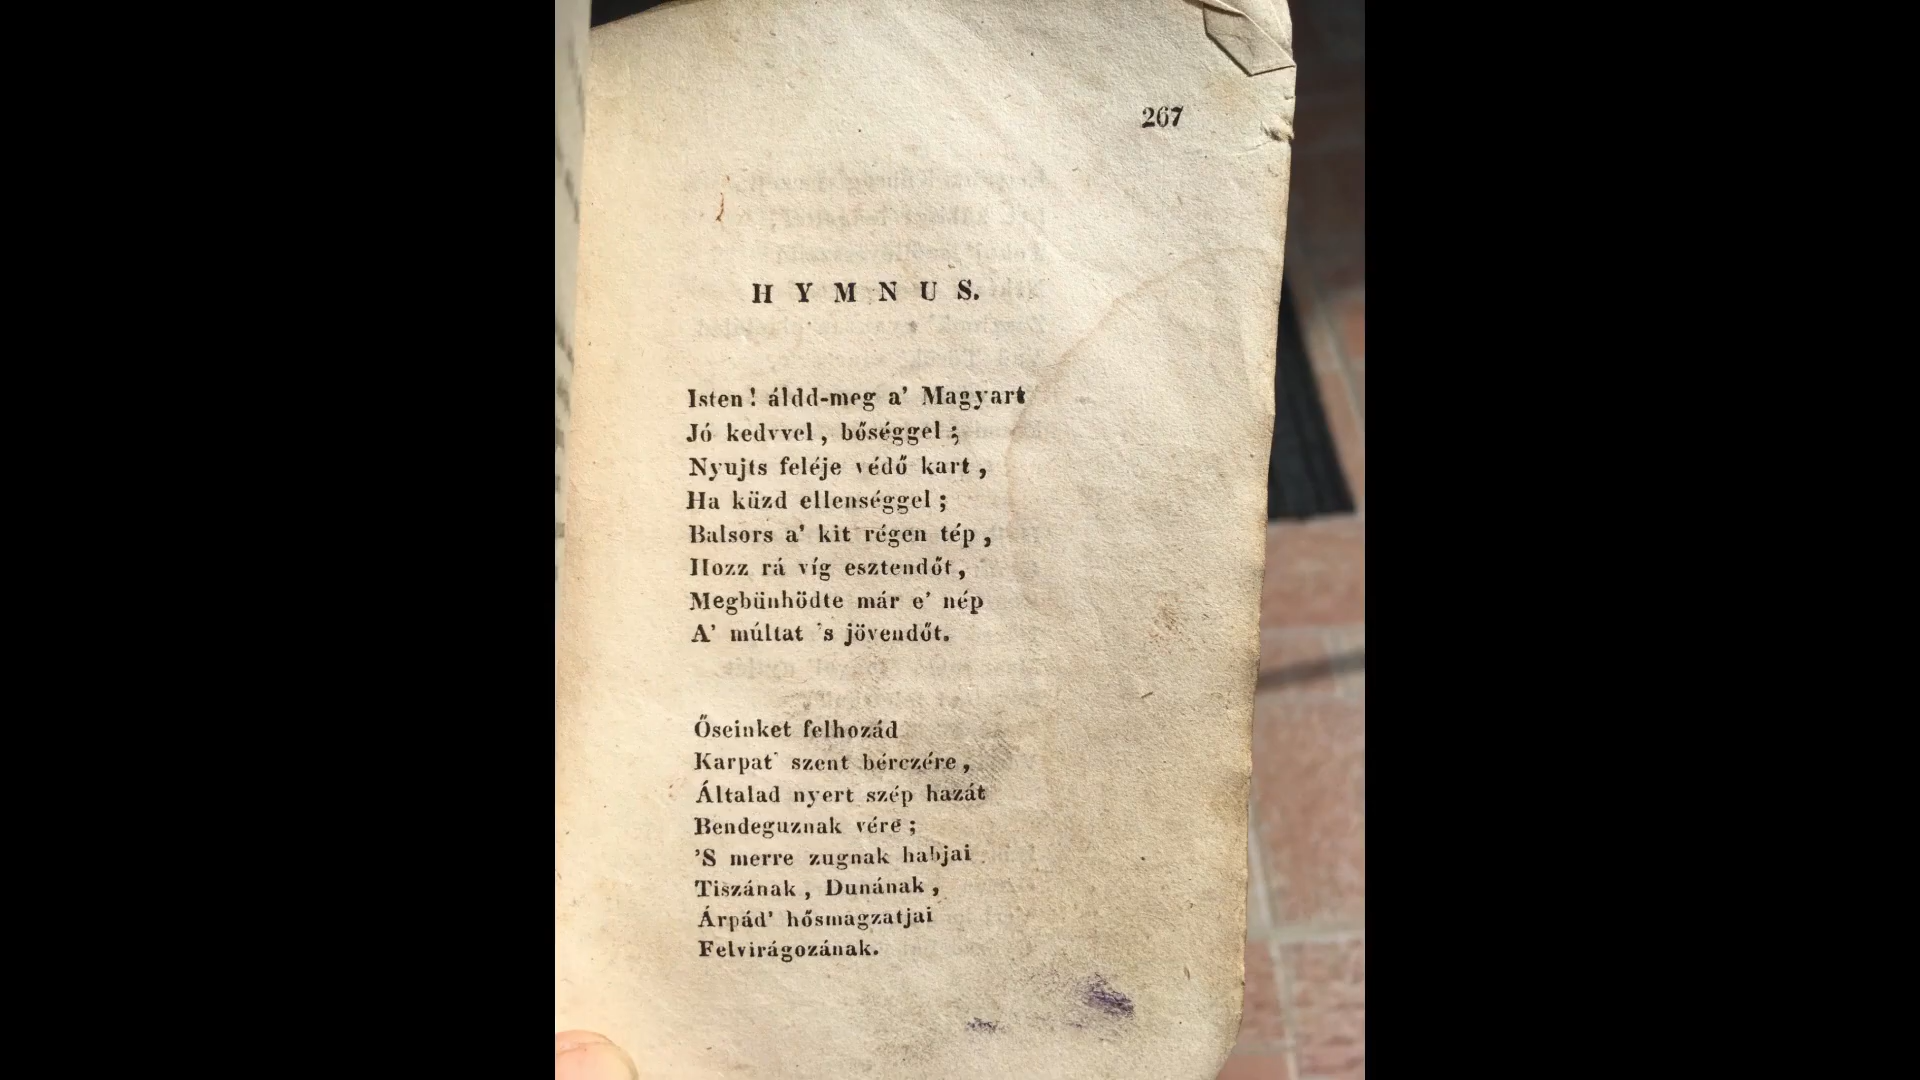 267
HYMNUS.
Isten! áldd-meg a' Magyart
Jó kedvvel, bőséggel;
Nyujts feléje védő kart,
Ha küzd ellenséggel;
Balsors a' kit régen tép,
Hozz rá víg esztendőt,
Megbünhödte már e' nép
A' múltat 's jövendőt.
Őseinket felhozád
Karpat' szent bérczére,
Általad nyert szép hazát
Bendeguznak vére;
'S merre zugnak habjai
Tiszának, Dunának,
Árpád' hősmagzatjai
Felvirágozának.